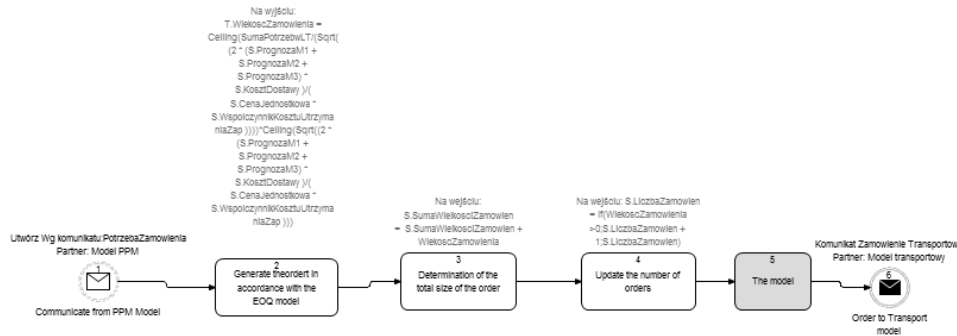 Na wyjściu:
T.WiekoscZamowienia =
Ceiling(SumaPotrzebwLT/(Sqrt(
(2 * (S.PrognozaM1 +
S.PrognozaM2 +
S.PrognozaM3) *
S.KosztDostawy )/(
S.CenaJednostkowa *
S.WspolczynnikKosztuUtrzyma
niaZap ))))*Ceiling(Sqrt((2 *
(S.PrognozaM1 +
S.PrognozaM2 +
S.PrognozaM3) *
S.KosztDostawy )/(
S.CenaJednostkowa *
S.WspolczynnikKosztuUtrzyma
niaZap )))
Na wejściu:
S.SumaWielkosciZamowien
= S.SumaWielkosciZamowien +
WiekoscZamowienia
Na wejściu: S.LiczbaZamowien
= If(WiekoscZamowienia
>0;S.LiczbaZamowien +
1;S.LiczbaZamowien)
Utwórz Wg komunikatu:PotrzebaZamowienia
Partner: Model PPM
1
Communicate from PPM Model
2
Generate theordert in
accordance with the
EOQ model
3
Determination of the
total size of the order
4
Update the number of
orders
5
The model
Komunikat Zamowienie Transportow
Partner: Model transportowy
6
Order to Transport
model